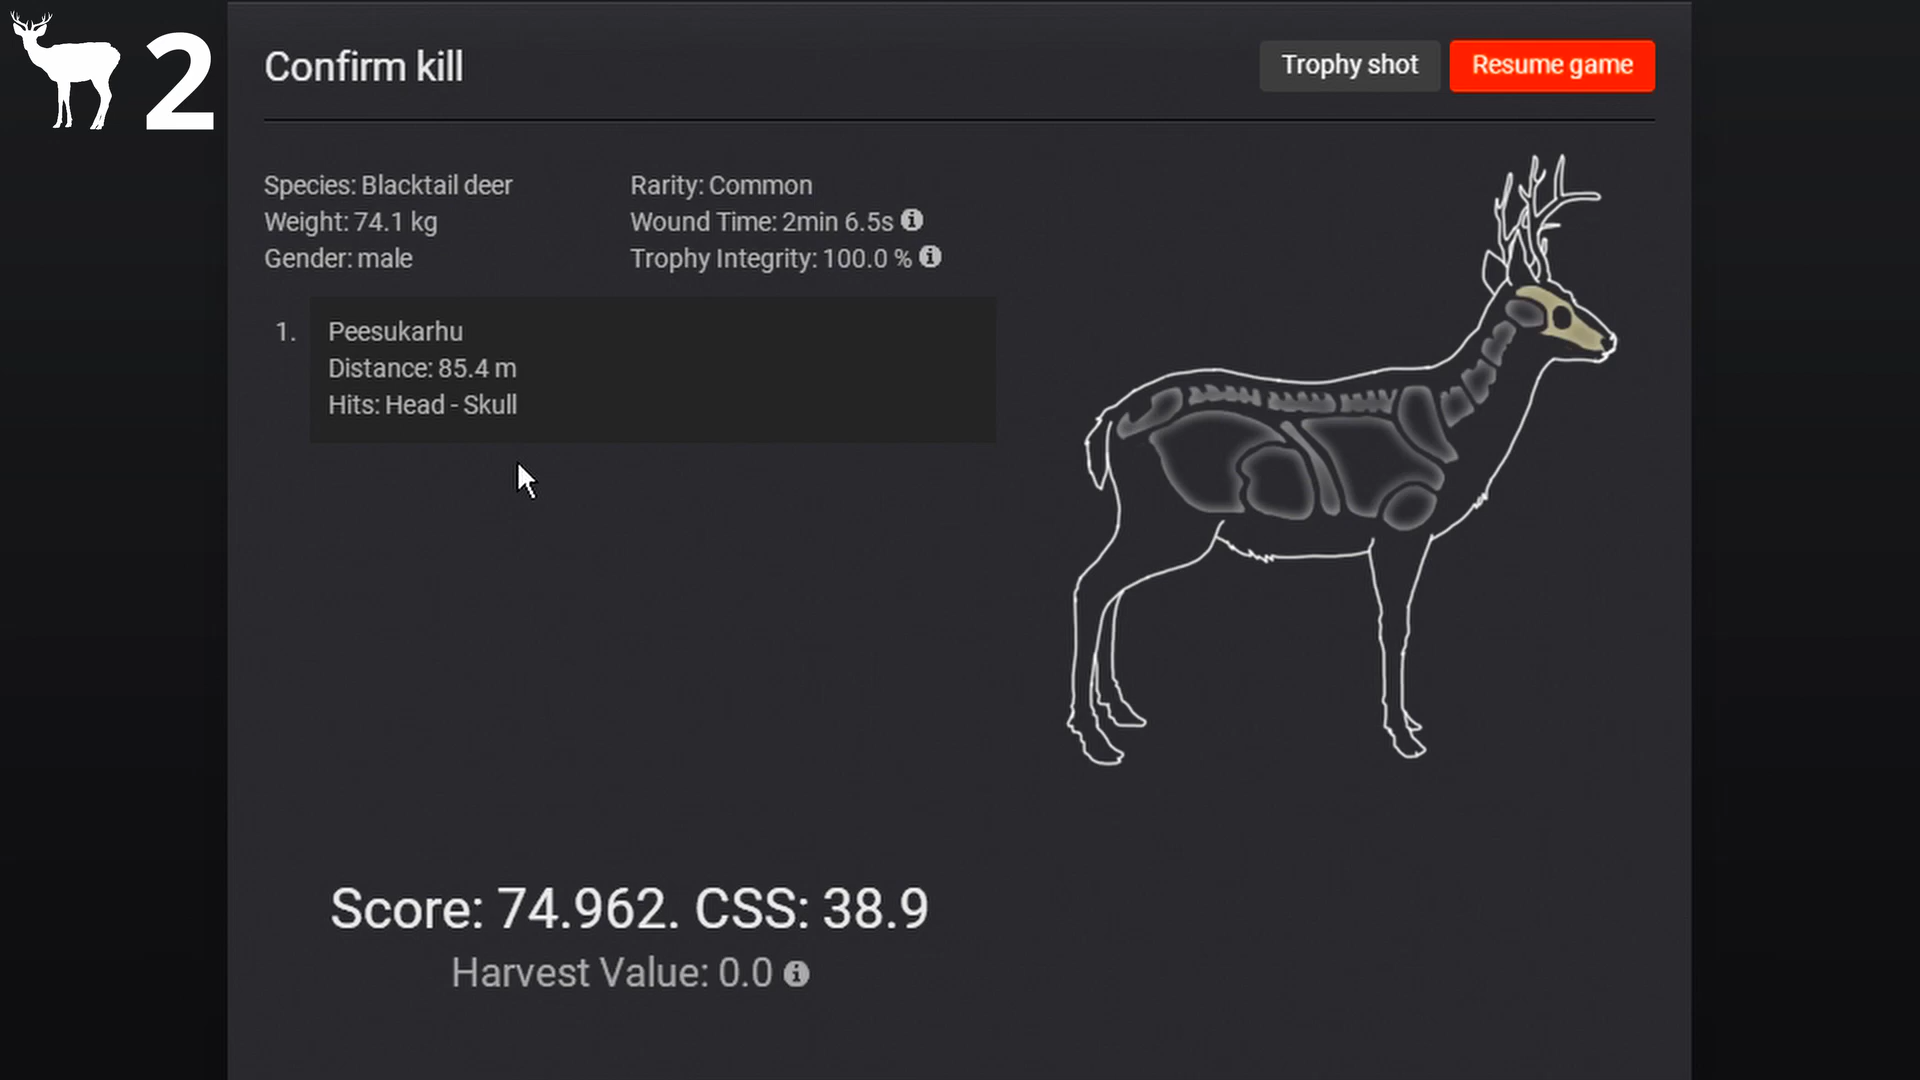 2
Confirm kill
Trophy shot
Resume game
Species: Blacktail deer
Weight: 74.1 kg
Gender: male
Rarity: Common
Wound Time: 2min 6.5s
Trophy Integrity: 100.0 %
1. Peesukarhu
Distance: 85.4 m
Hits: Head - Skull
Score: 74.962. CSS: 38.9
Harvest Value: 0.0